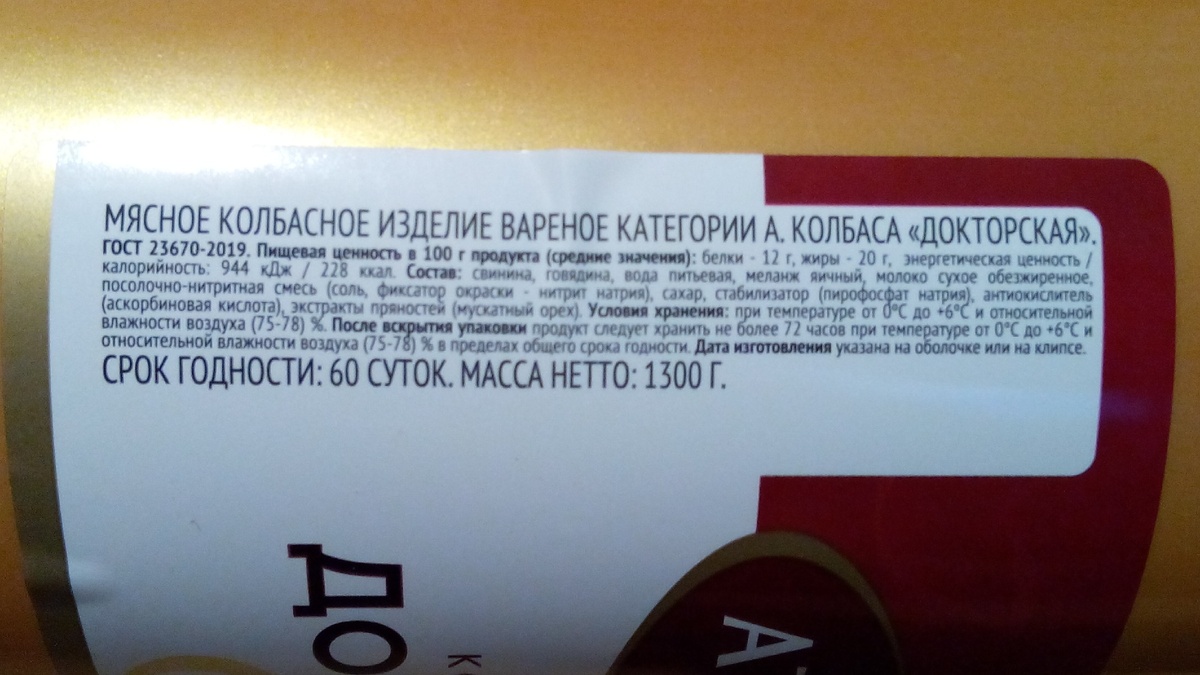 МЯСНОЕ КОЛБАСНОЕ ИЗДЕЛИЕ ВАРЕНОЕ КАТЕГОРИИ А. КОЛБАСА «ДОКТОРСКАЯ».
ГОСТ 23670-2019. Пищевая ценность в 100 г продукта (средние значения): белки - 12 г, жиры - 20 г, энергетическая ценность /
калорийность: 944 кДж / 228 ккал. Состав: свинина, говядина, вода питьевая, меланж яичный, молоко сухое обезжиренное,
посолочно-нитритная смесь (соль, фиксатор окраски - нитрит натрия), сахар, стабилизатор (пирофосфат натрия), антиокислитель
(аскорбиновая кислота), экстракты пряностей (мускатный орех). Условия хранения: при температуре от 0°С до +6°С и относительной
влажности воздуха (75-78) %. После вскрытия упаковки продукт следует хранить не более 72 часов при температуре от 0°С до +6°С и
относительной влажности воздуха (75-78) % в пределах общего срока годности. Дата изготовления указана на оболочке или на клипсе.
СРОК ГОДНОСТИ: 60 СУТОК. МАССА НЕТТО: 1300 Г.
ДО
К
АТ